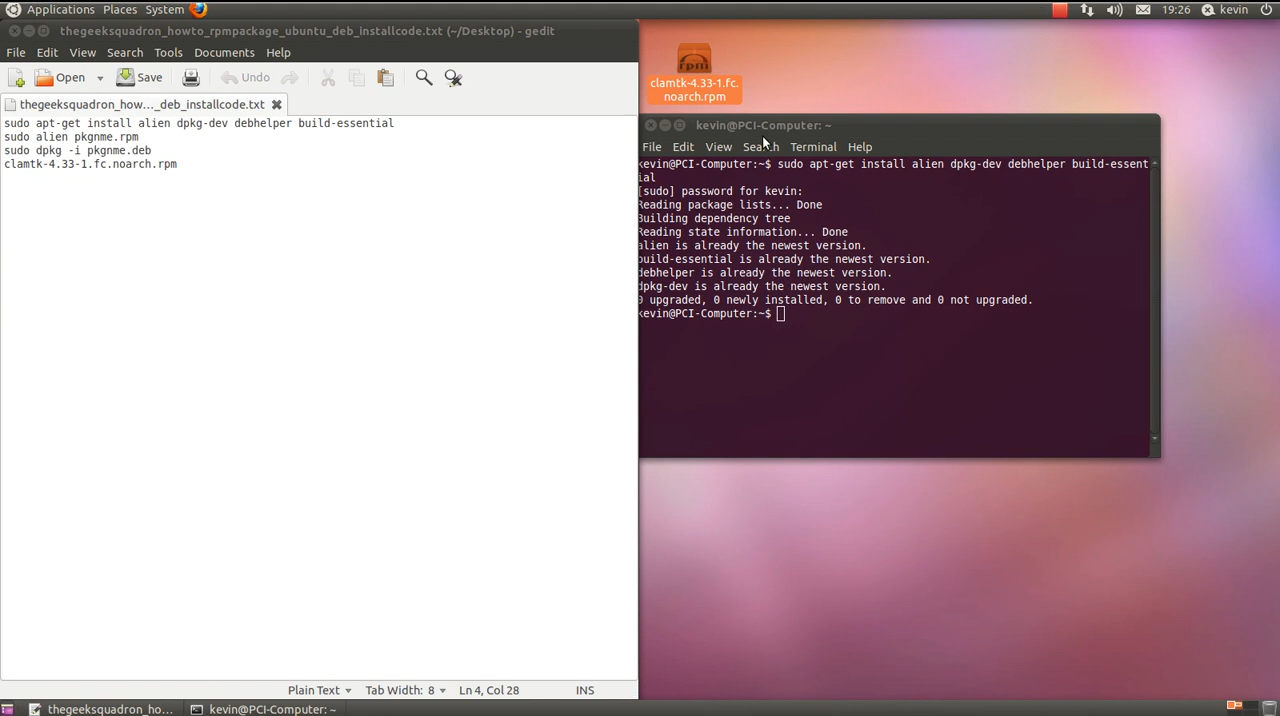 Applications Places System
19:26 kevin
thegeeksquadron_howto_rpmpackage_ubuntu_deb_installcode.txt (~/Desktop) - gedit
File Edit View Search Tools Documents Help
Open Save Undo
thegeeksquadron_how..._deb_installcode.txt
sudo apt-get install alien dpkg-dev debhelper build-essential
sudo alien pkgnme.rpm
sudo dpkg -i pkgnme.deb
clamtk-4.33-1.fc.noarch.rpm
Plain Text Tab Width: 8 Ln 4, Col 28 INS
rpm
clamtk-4.33-1.fc.
noarch.rpm
kevin@PCI-Computer: ~
File Edit View Search Terminal Help
kevin@PCI-Computer:~$ sudo apt-get install alien dpkg-dev debhelper build-essent
ial
[sudo] password for kevin:
Reading package lists... Done
Building dependency tree
Reading state information... Done
alien is already the newest version.
build-essential is already the newest version.
debhelper is already the newest version.
dpkg-dev is already the newest version.
0 upgraded, 0 newly installed, 0 to remove and 0 not upgraded.
kevin@PCI-Computer:~$
thegeeksquadron_ho... kevin@PCI-Computer: ~